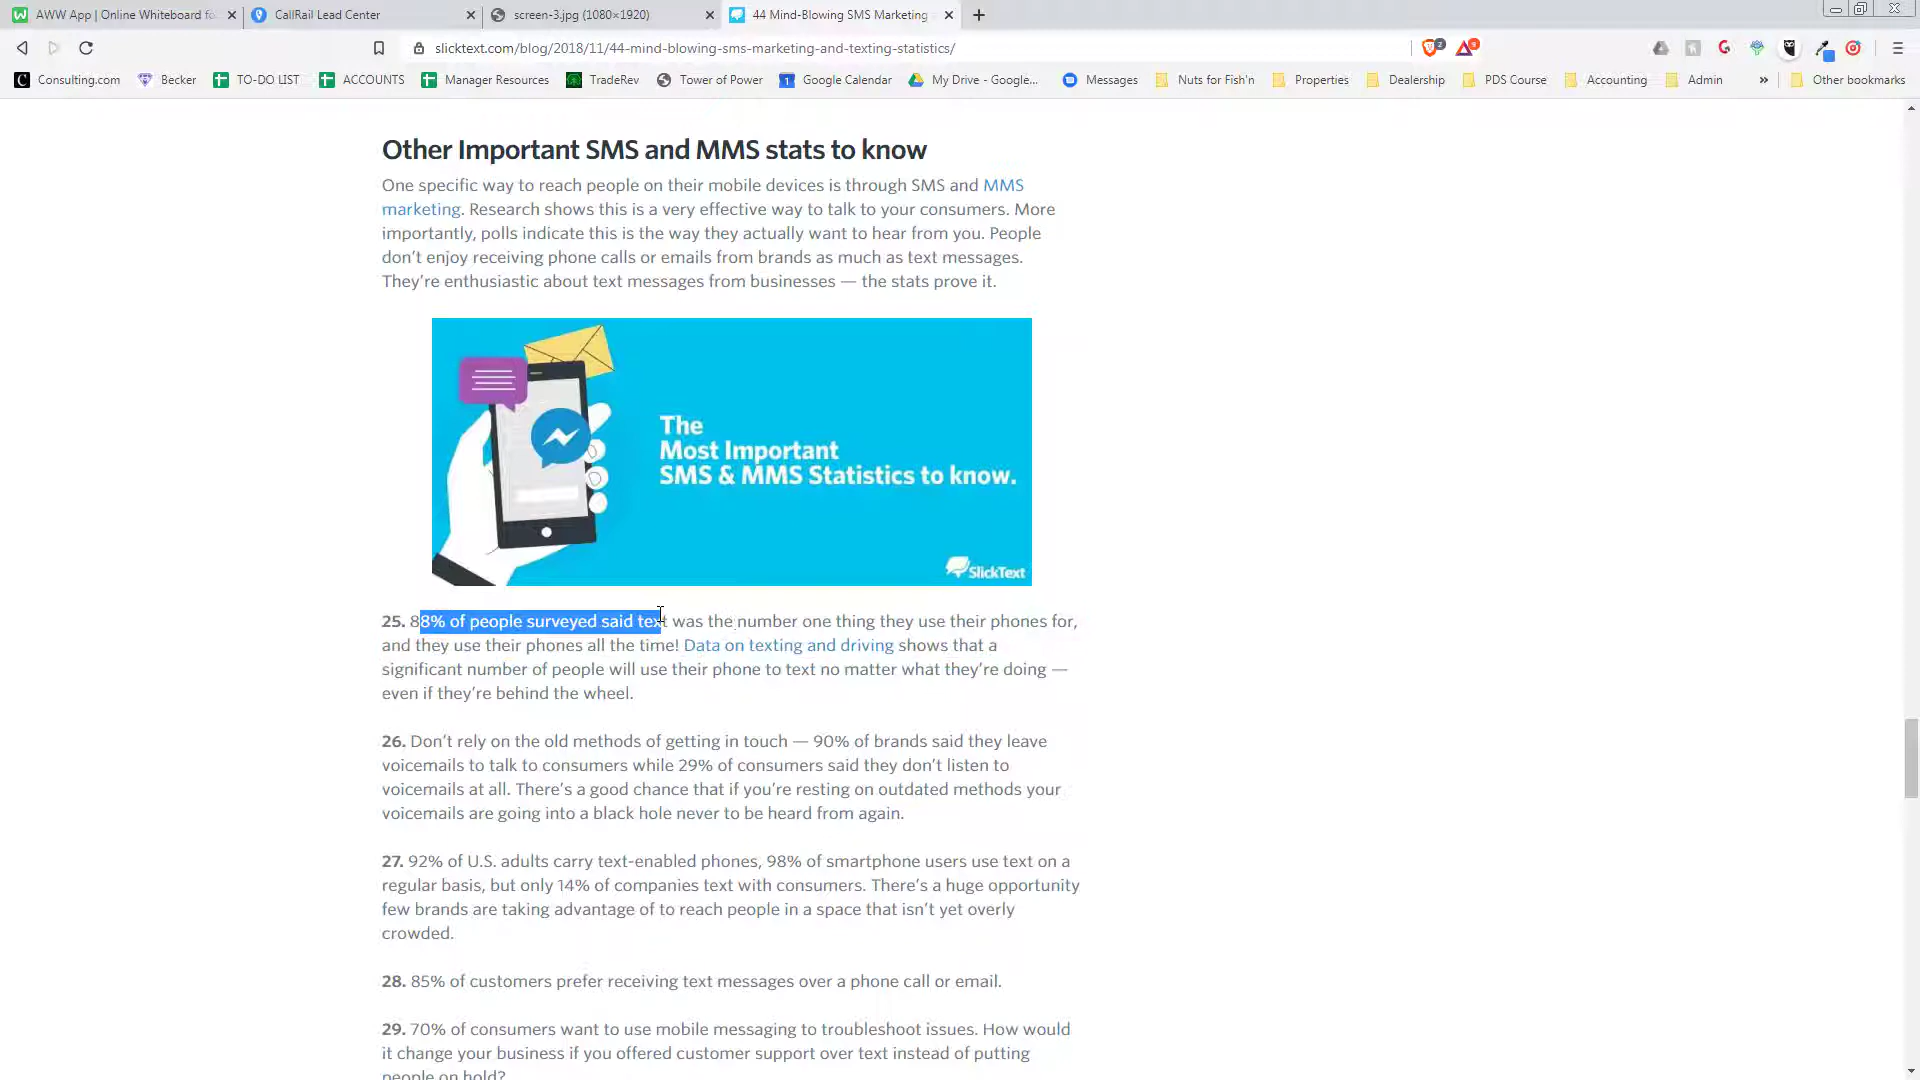 AWW App | Online Whiteboard fo
CallRail Lead Center
screen-3.jpg (1080×1920)
44 Mind-Blowing SMS Marketing
slicktext.com/blog/2018/11/44-mind-blowing-sms-marketing-and-texting-statistics/
Consulting.com
Becker
TO-DO LIST
ACCOUNTS
Manager Resources
TradeRev
Tower of Power
Google Calendar
My Drive - Google...
Messages
Nuts for Fish'n
Properties
Dealership
PDS Course
Accounting
Admin
Other bookmarks
Other Important SMS and MMS stats to know
One specific way to reach people on their mobile devices is through SMS and MMS
marketing. Research shows this is a very effective way to talk to your consumers. More
importantly, polls indicate this is the way they actually want to hear from you. People
don't enjoy receiving phone calls or emails from brands as much as text messages.
They're enthusiastic about text messages from businesses — the stats prove it.
The
Most Important
SMS & MMS Statistics to know.
SlickText
25. 88% of people surveyed said text was the number one thing they use their phones for,
and they use their phones all the time! Data on texting and driving shows that a
significant number of people will use their phone to text no matter what they're doing —
even if they're behind the wheel.
26. Don't rely on the old methods of getting in touch — 90% of brands said they leave
voicemails to talk to consumers while 29% of consumers said they don't listen to
voicemails at all. There's a good chance that if you're resting on outdated methods your
voicemails are going into a black hole never to be heard from again.
27. 92% of U.S. adults carry text-enabled phones, 98% of smartphone users use text on a
regular basis, but only 14% of companies text with consumers. There's a huge opportunity
few brands are taking advantage of to reach people in a space that isn't yet overly
crowded.
28. 85% of customers prefer receiving text messages over a phone call or email.
29. 70% of consumers want to use mobile messaging to troubleshoot issues. How would
it change your business if you offered customer support over text instead of putting
people on hold?